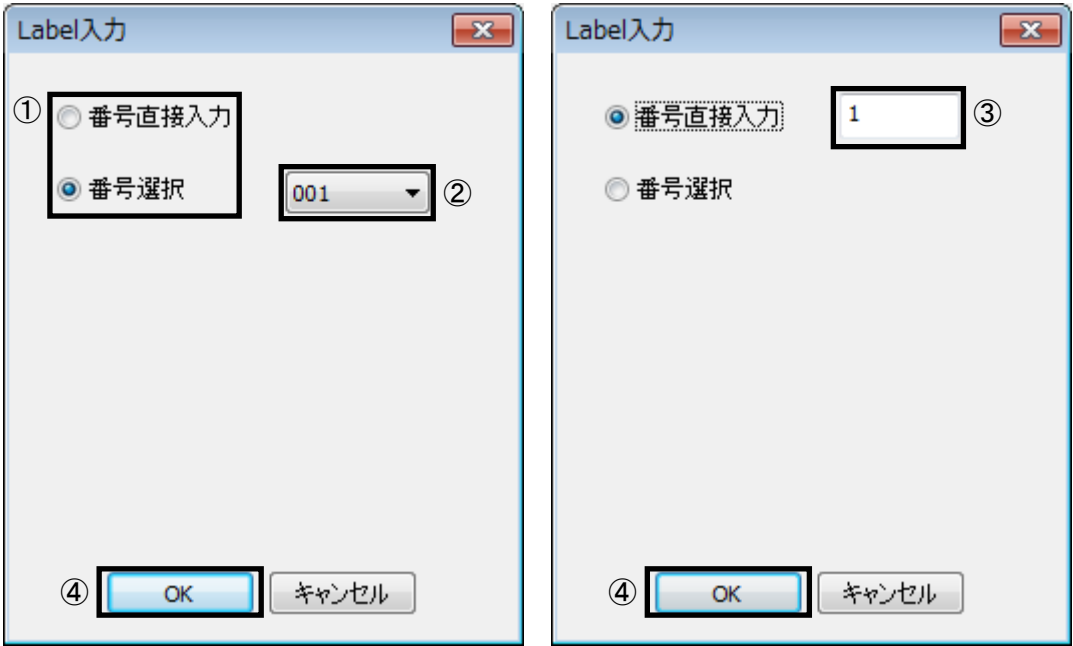 Label入力
① 番号直接入力
番号選択 001 ②
④ OK キャンセル
Label入力
番号直接入力 1 ③
番号選択
④ OK キャンセル